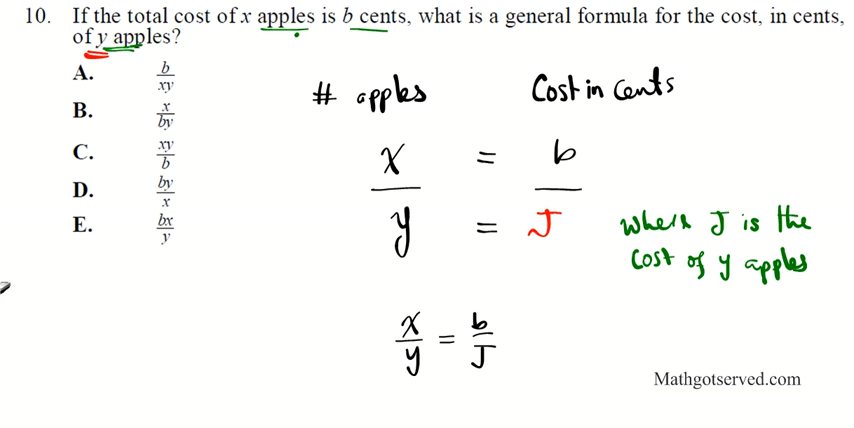 10. If the total cost of x apples is b cents, what is a general formula for the cost, in cents,
of y apples?
A. b/xy
B. x/by
C. xy/b
D. by/x
E. bx/y
# apples Cost in cents
x = b
y = J
where J is the
cost of y apples
x/y = b/J
Mathgotserved.com